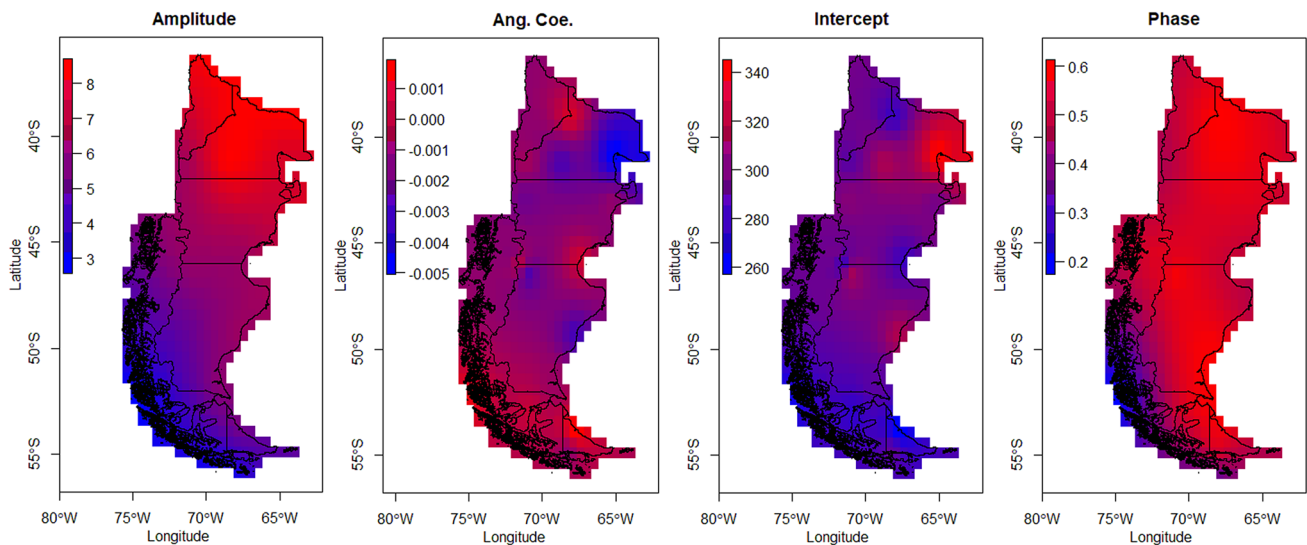 Amplitude
8
7
6
5
4
3
40°S
45°S
50°S
55°S
Latitude
80°W 75°W 70°W 65°W
Longitude
Ang. Coe.
0.001
0.000
-0.001
-0.002
-0.003
-0.004
-0.005
40°S
45°S
50°S
55°S
Latitude
80°W 75°W 70°W 65°W
Longitude
Intercept
340
320
300
280
260
40°S
45°S
50°S
55°S
Latitude
80°W 75°W 70°W 65°W
Longitude
Phase
0.6
0.5
0.4
0.3
0.2
40°S
45°S
50°S
55°S
Latitude
80°W 75°W 70°W 65°W
Longitude